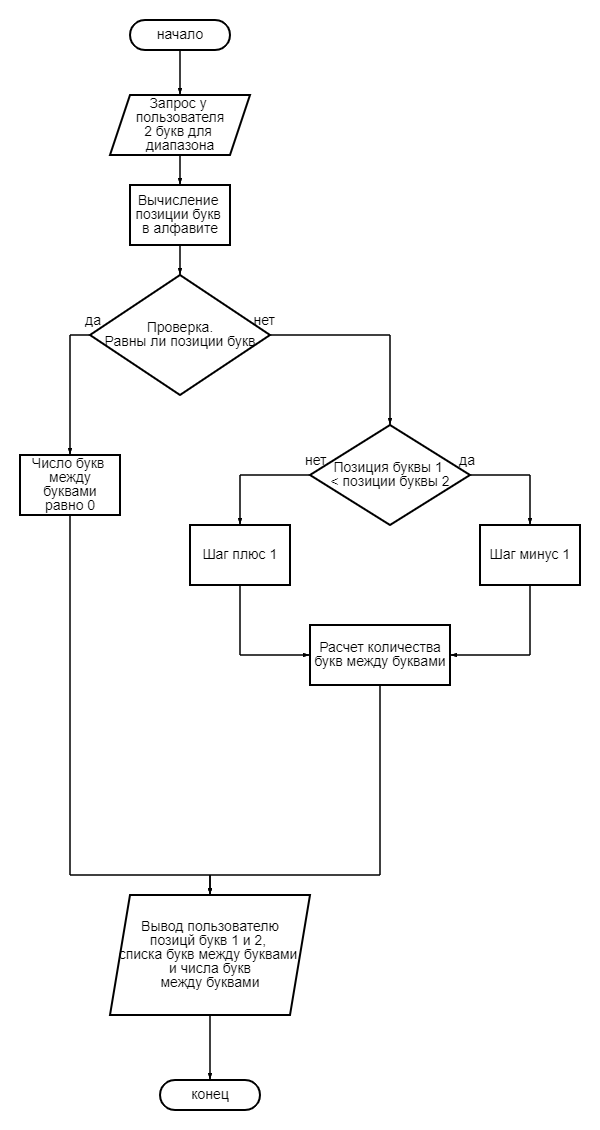 начало
Запрос у
пользователя
2 букв для
диапазона
Вычисление
позиции букв
в алфавите
да
Проверка.
Равны ли позиции букв
нет
Число букв
между
буквами
равно 0
нет
Позиция буквы 1
< позиции буквы 2
да
Шаг плюс 1
Шаг минус 1
Расчет количества
букв между буквами
Вывод пользователю
позицй букв 1 и 2,
списка букв между буквами
и числа букв
между буквами
конец